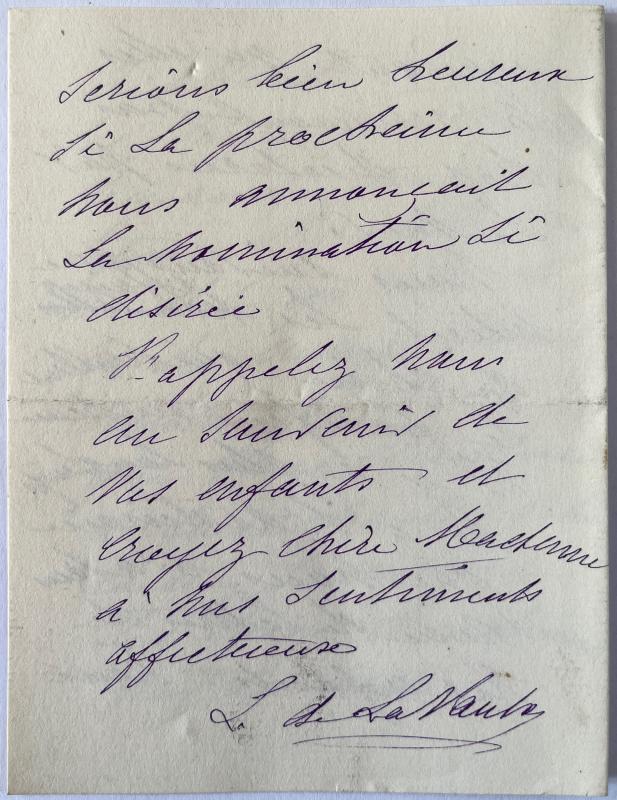 serions bien heureux
si la prochaine
nous annonçait
la nomination si
désirée
Rappelez nous
au souvenir de
vos enfants et
croyez chère Madame
à nos sentiments
affectueux
L. de La